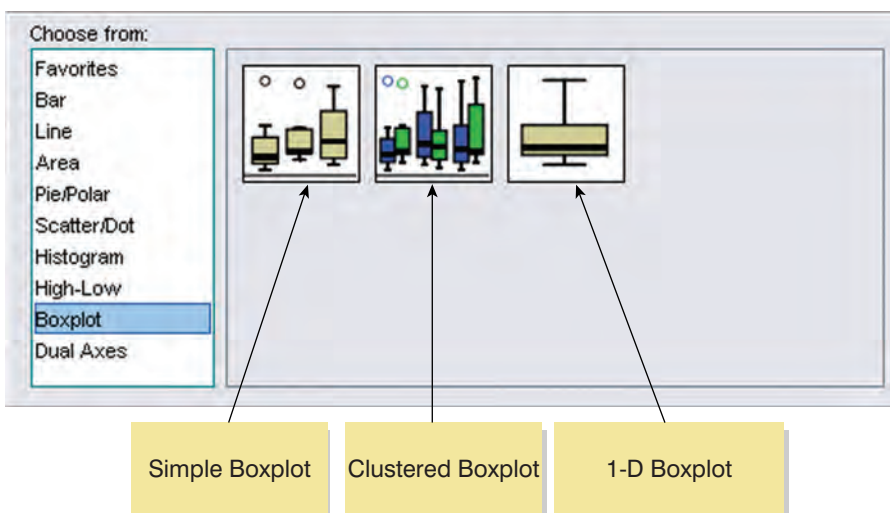 Choose from:
Favorites
Bar
Line
Area
Pie/Polar
Scatter/Dot
Histogram
High-Low
Boxplot
Dual Axes
Simple Boxplot
Clustered Boxplot
1-D Boxplot